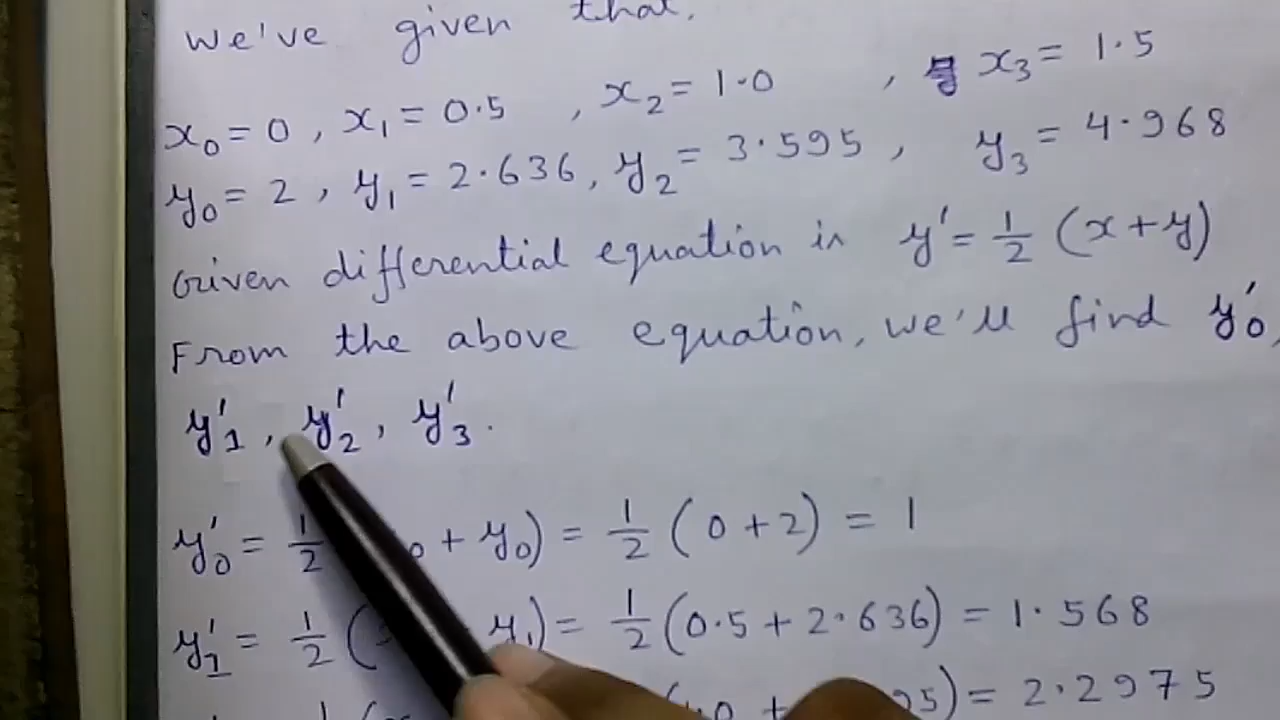 We've given that,
x₀ = 0 , x₁ = 0.5 , x₂ = 1.0 , x₃ = 1.5
y₀ = 2 , y₁ = 2.636 , y₂ = 3.595 , y₃ = 4.968
Given differential equation is y' = 1/2 (x + y)
From the above equation, we'll find y'₀,
y'₁ , y'₂ , y'₃ .
y'₀ = 1/2 ₀ + y₀) = 1/2 (0 + 2) = 1
y'₁ = 1/2 ( y₁) = 1/2 (0.5 + 2.636) = 1.568
) = 2.2975